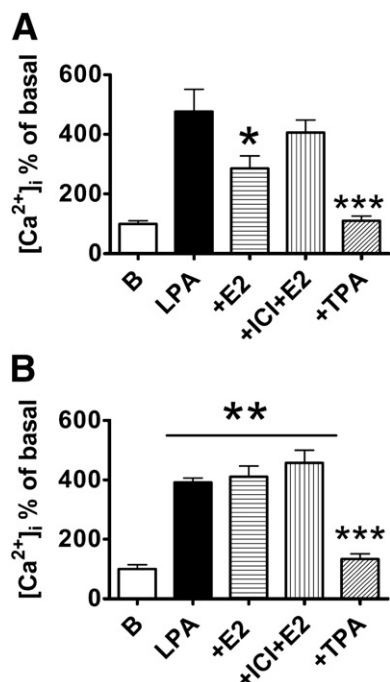 A
[Ca²⁺]ᵢ % of basal
600
400
200
0
*
***
B
LPA
+E2
+ICI+E2
+TPA
B
[Ca²⁺]ᵢ % of basal
600
400
200
0
**
***
B
LPA
+E2
+ICI+E2
+TPA